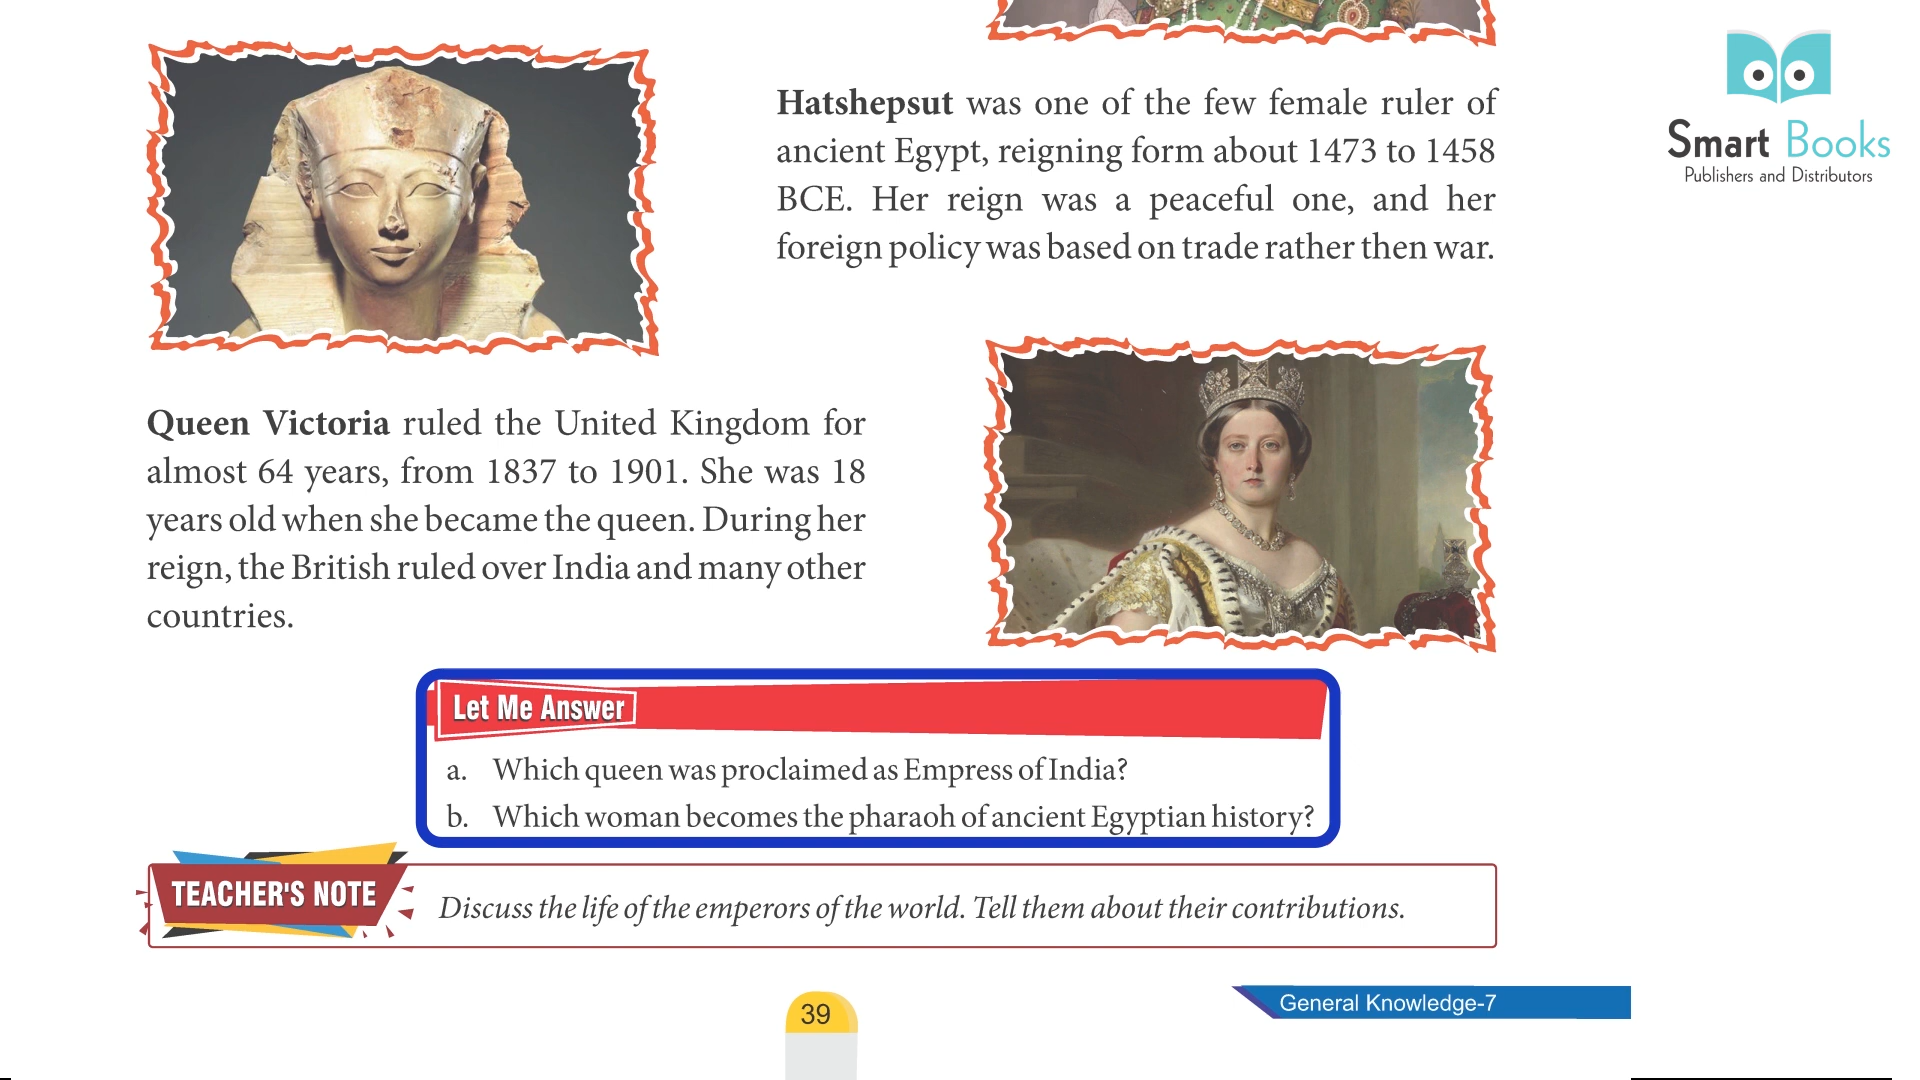 Smart Books
Publishers and Distributors
Hatshepsut was one of the few female ruler of
ancient Egypt, reigning form about 1473 to 1458
BCE. Her reign was a peaceful one, and her
foreign policy was based on trade rather then war.
Queen Victoria ruled the United Kingdom for
almost 64 years, from 1837 to 1901. She was 18
years old when she became the queen. During her
reign, the British ruled over India and many other
countries.
Let Me Answer
a. Which queen was proclaimed as Empress of India?
b. Which woman becomes the pharaoh of ancient Egyptian history?
TEACHER'S NOTE
Discuss the life of the emperors of the world. Tell them about their contributions.
39
General Knowledge-7